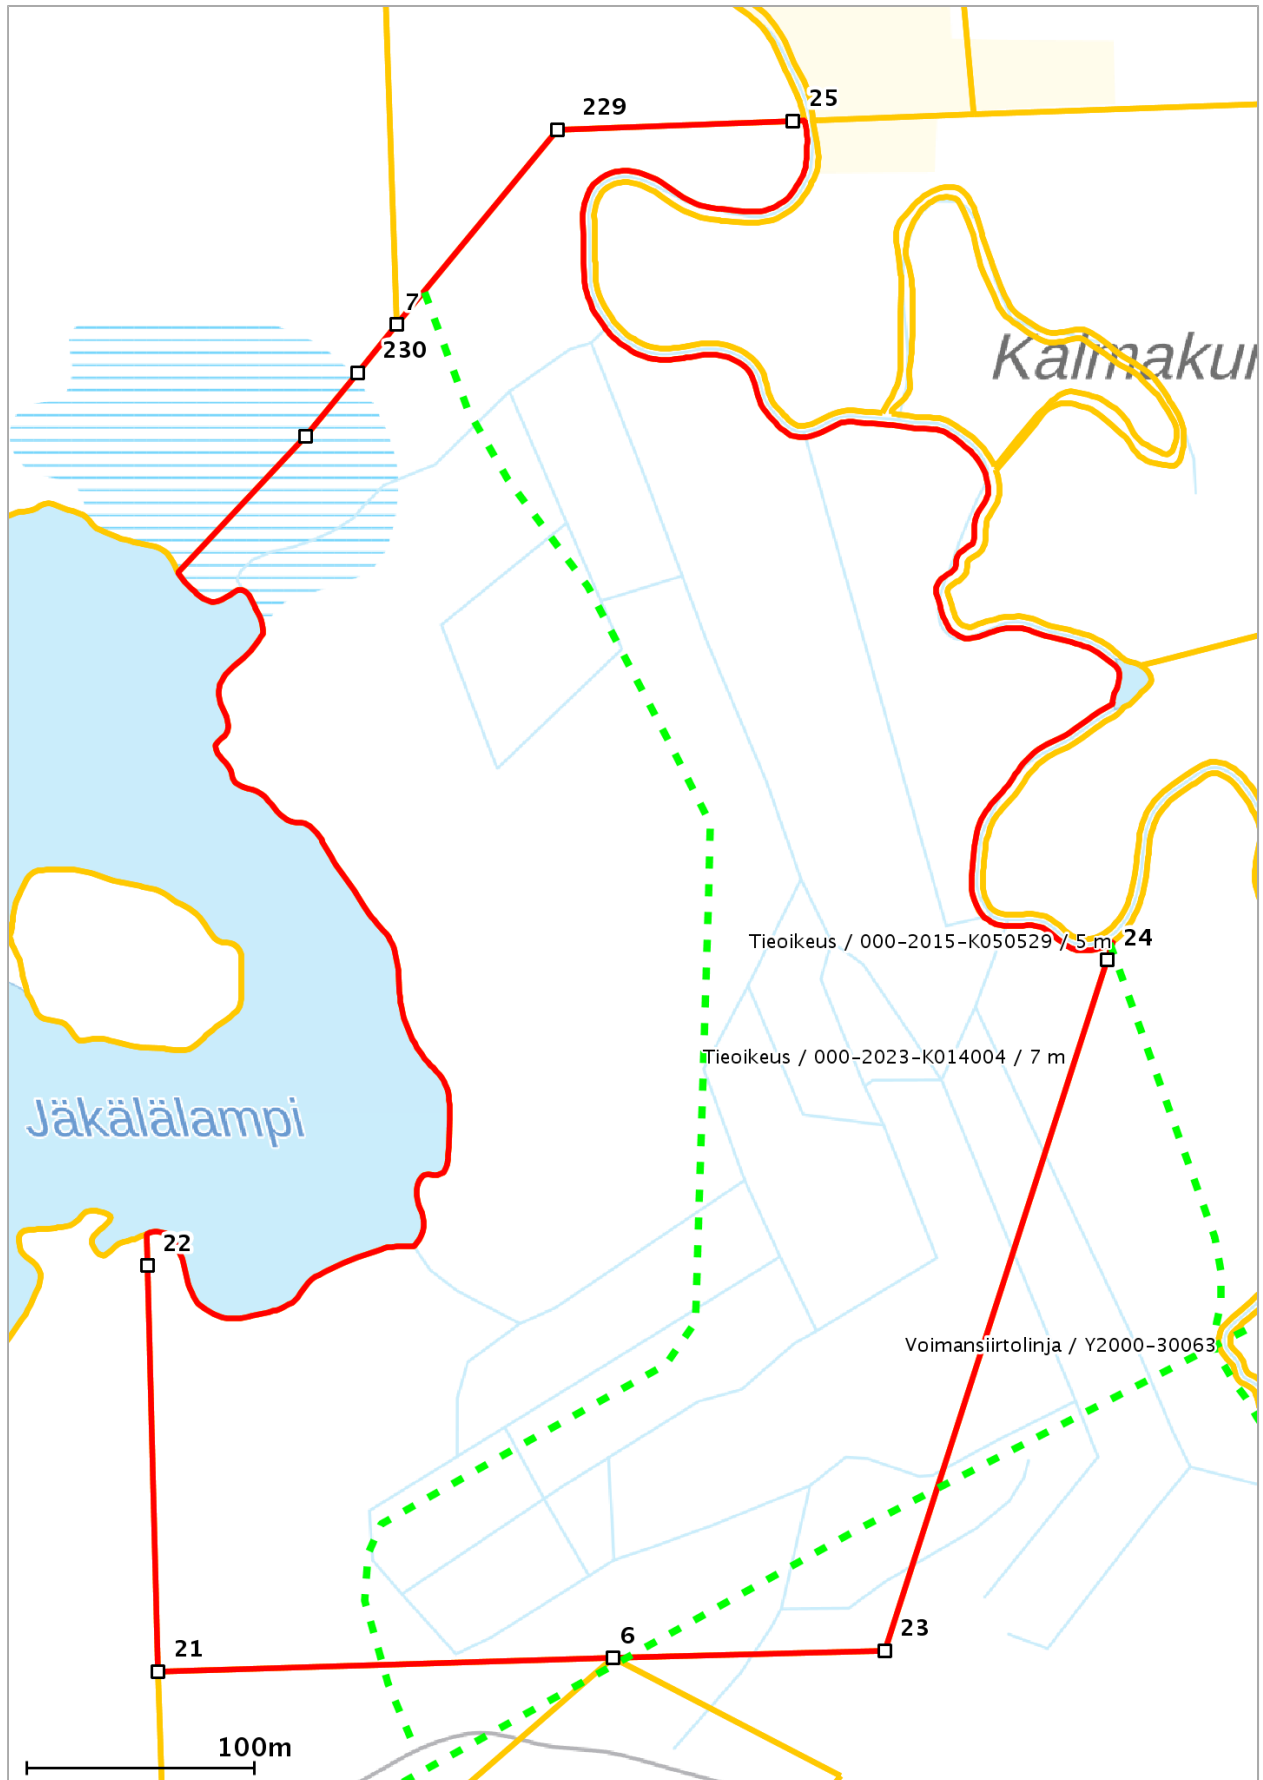 25
229
7
230
Kalmakur
Tieoikeus / 000-2015-K050529 / 5 m
24
Tieoikeus / 000-2023-K014004 / 7 m
Jäkälälampi
22
Voimansiirtolinja / Y2000-30063
23
6
21
100m